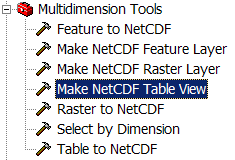 Multidimension Tools
Feature to NetCDF
Make NetCDF Feature Layer
Make NetCDF Raster Layer
Make NetCDF Table View
Raster to NetCDF
Select by Dimension
Table to NetCDF